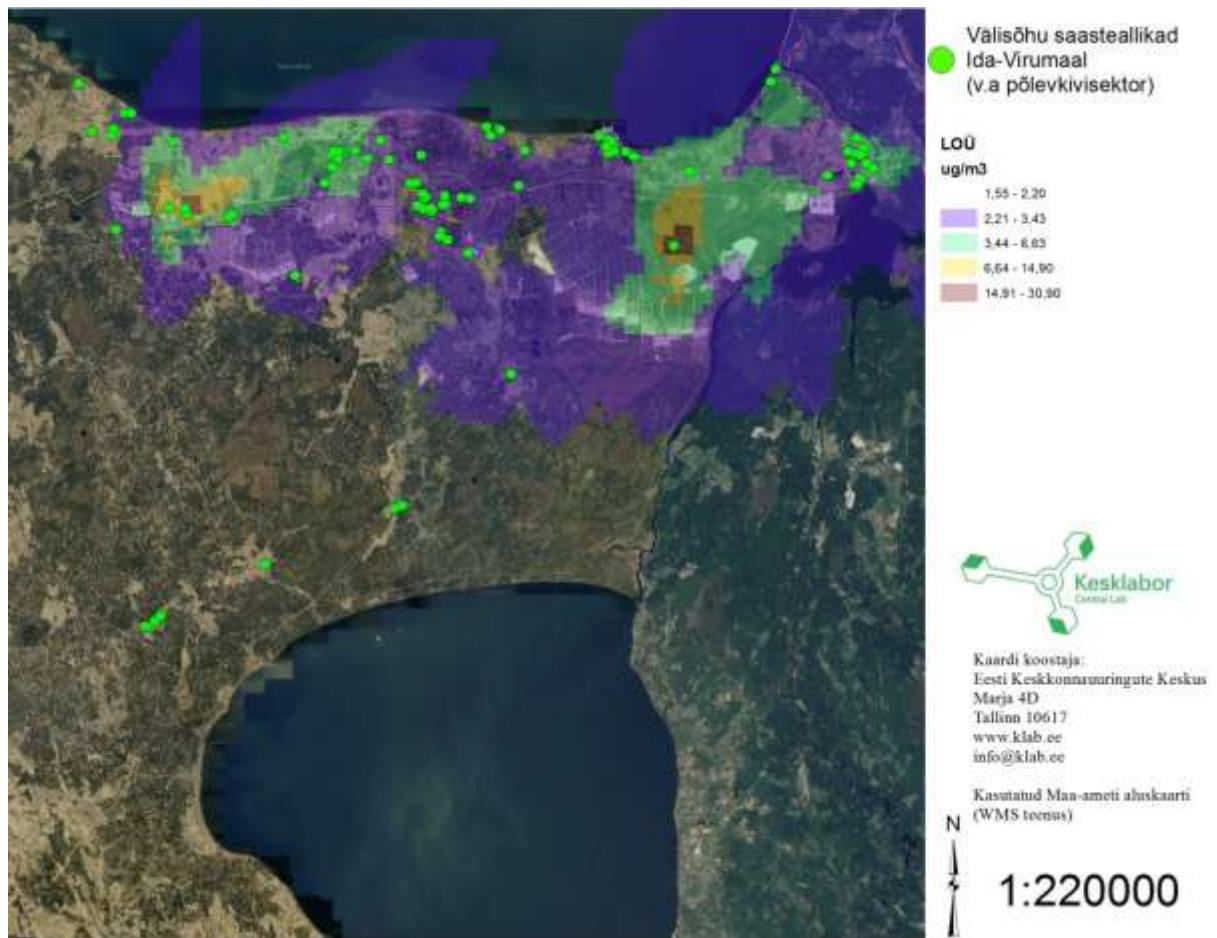 Välisõhu saasteallikad
Ida-Virumaal
(v.a põlevkivisektor)
LOÜ
ug/m3
1,55 - 2,20
2,21 - 3,43
3,44 - 6,63
6,64 - 14,90
14,91 - 30,90
Kesklabor
Central Lab
Kaardi koostaja:
Eesti Keskkonnauuringute Keskus
Marja 4D
Tallinn 10617
www.klab.ee
info@klab.ee
Kasutatud Maa-ameti aluskaarti
(WMS teenus)
N
1:220000